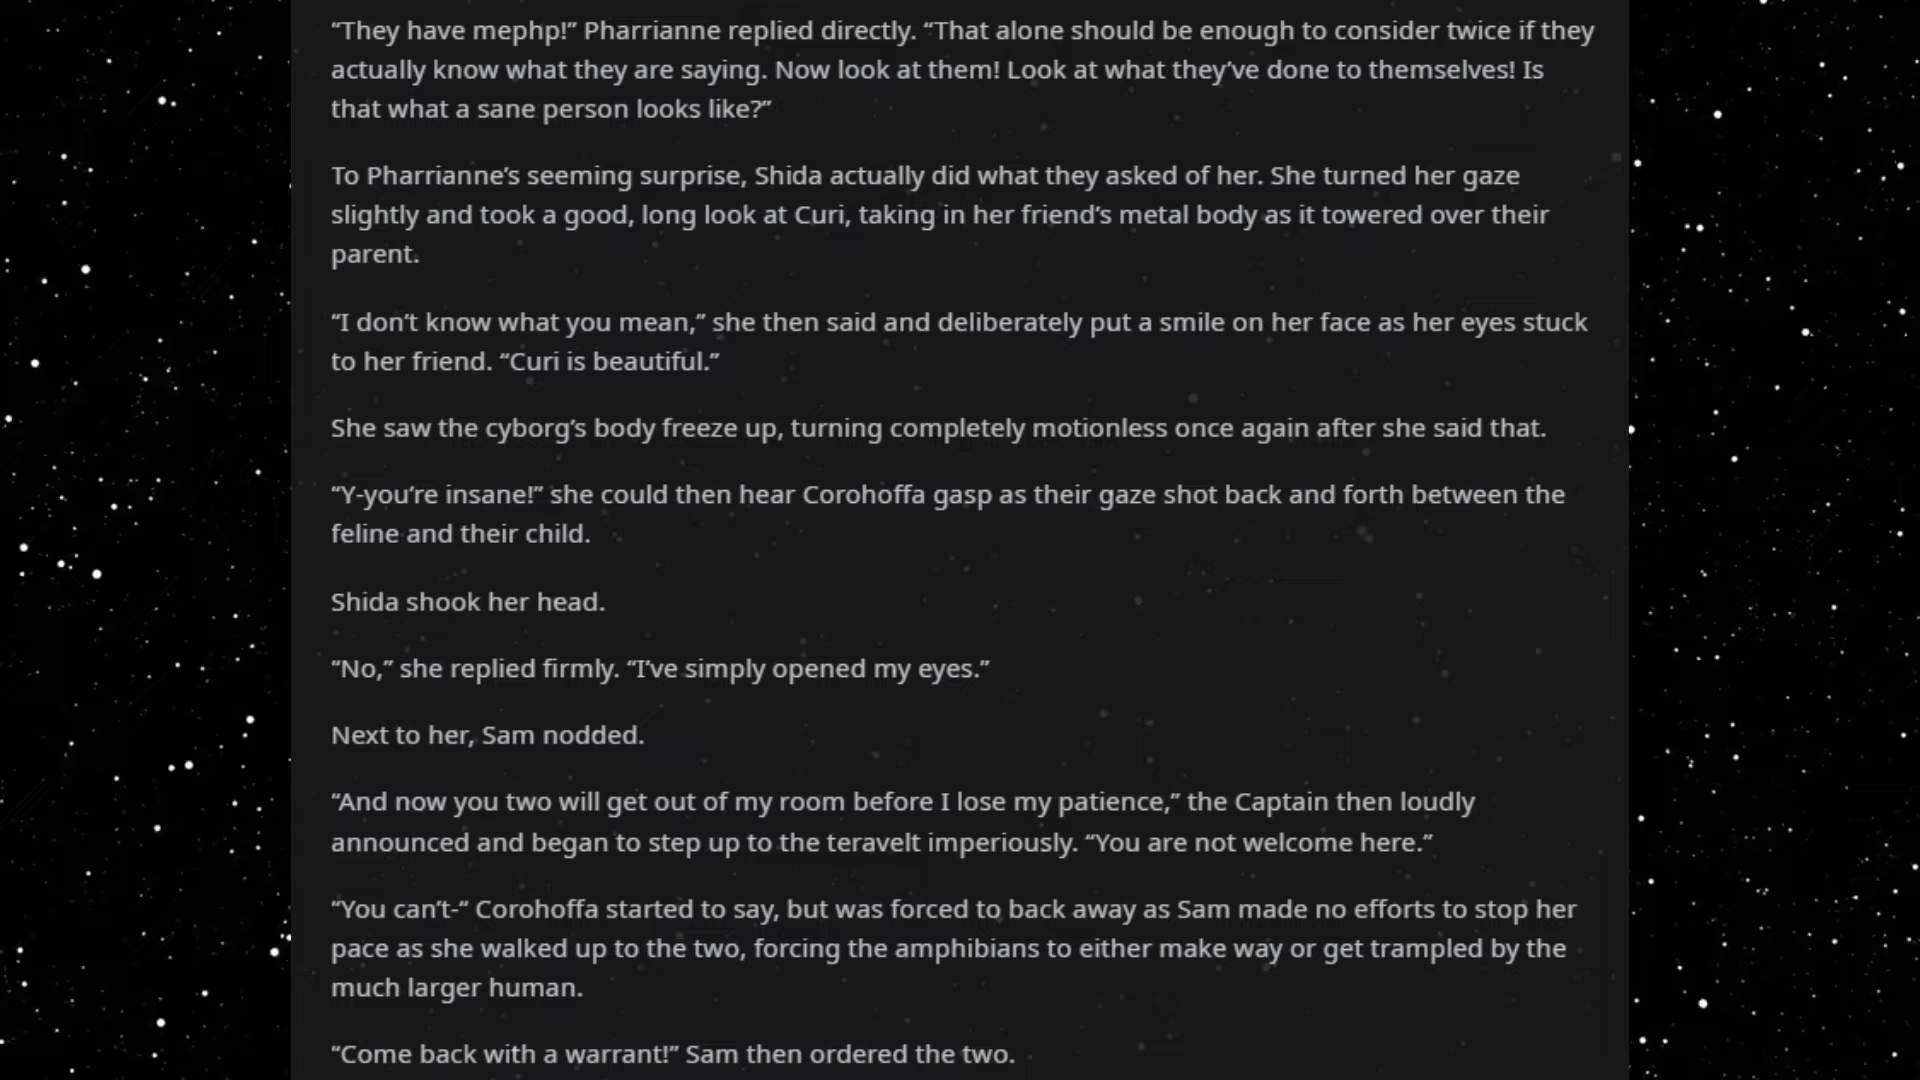 “They have mephp!” Pharrianne replied directly. “That alone should be enough to consider twice if they
actually know what they are saying. Now look at them! Look at what they’ve done to themselves! Is
that what a sane person looks like?”
To Pharrianne’s seeming surprise, Shida actually did what they asked of her. She turned her gaze
slightly and took a good, long look at Curi, taking in her friend’s metal body as it towered over their
parent.
“I don’t know what you mean,” she then said and deliberately put a smile on her face as her eyes stuck
to her friend. “Curi is beautiful.”
She saw the cyborg’s body freeze up, turning completely motionless once again after she said that.
“Y-you’re insane!” she could then hear Corohoffa gasp as their gaze shot back and forth between the
feline and their child.
Shida shook her head.
“No,” she replied firmly. “I’ve simply opened my eyes.”
Next to her, Sam nodded.
“And now you two will get out of my room before I lose my patience,” the Captain then loudly
announced and began to step up to the teravelt imperiously. “You are not welcome here.”
“You can’t-“ Corohoffa started to say, but was forced to back away as Sam made no efforts to stop her
pace as she walked up to the two, forcing the amphibians to either make way or get trampled by the
much larger human.
“Come back with a warrant!” Sam then ordered the two.